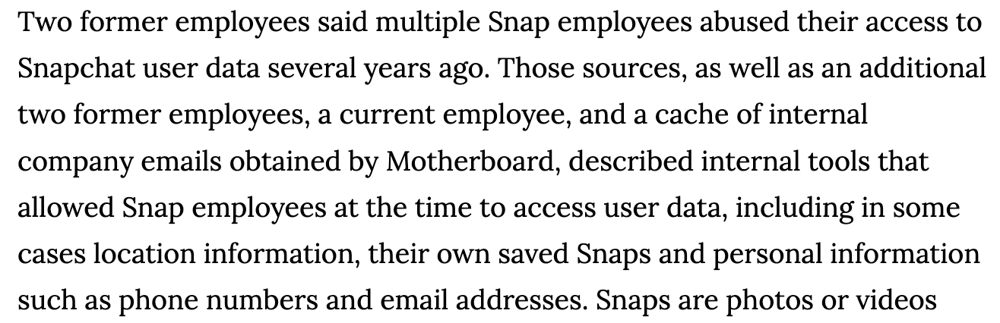 Two former employees said multiple Snap employees abused their access to
Snapchat user data several years ago. Those sources, as well as an additional
two former employees, a current employee, and a cache of internal
company emails obtained by Motherboard, described internal tools that
allowed Snap employees at the time to access user data, including in some
cases location information, their own saved Snaps and personal information
such as phone numbers and email addresses. Snaps are photos or videos